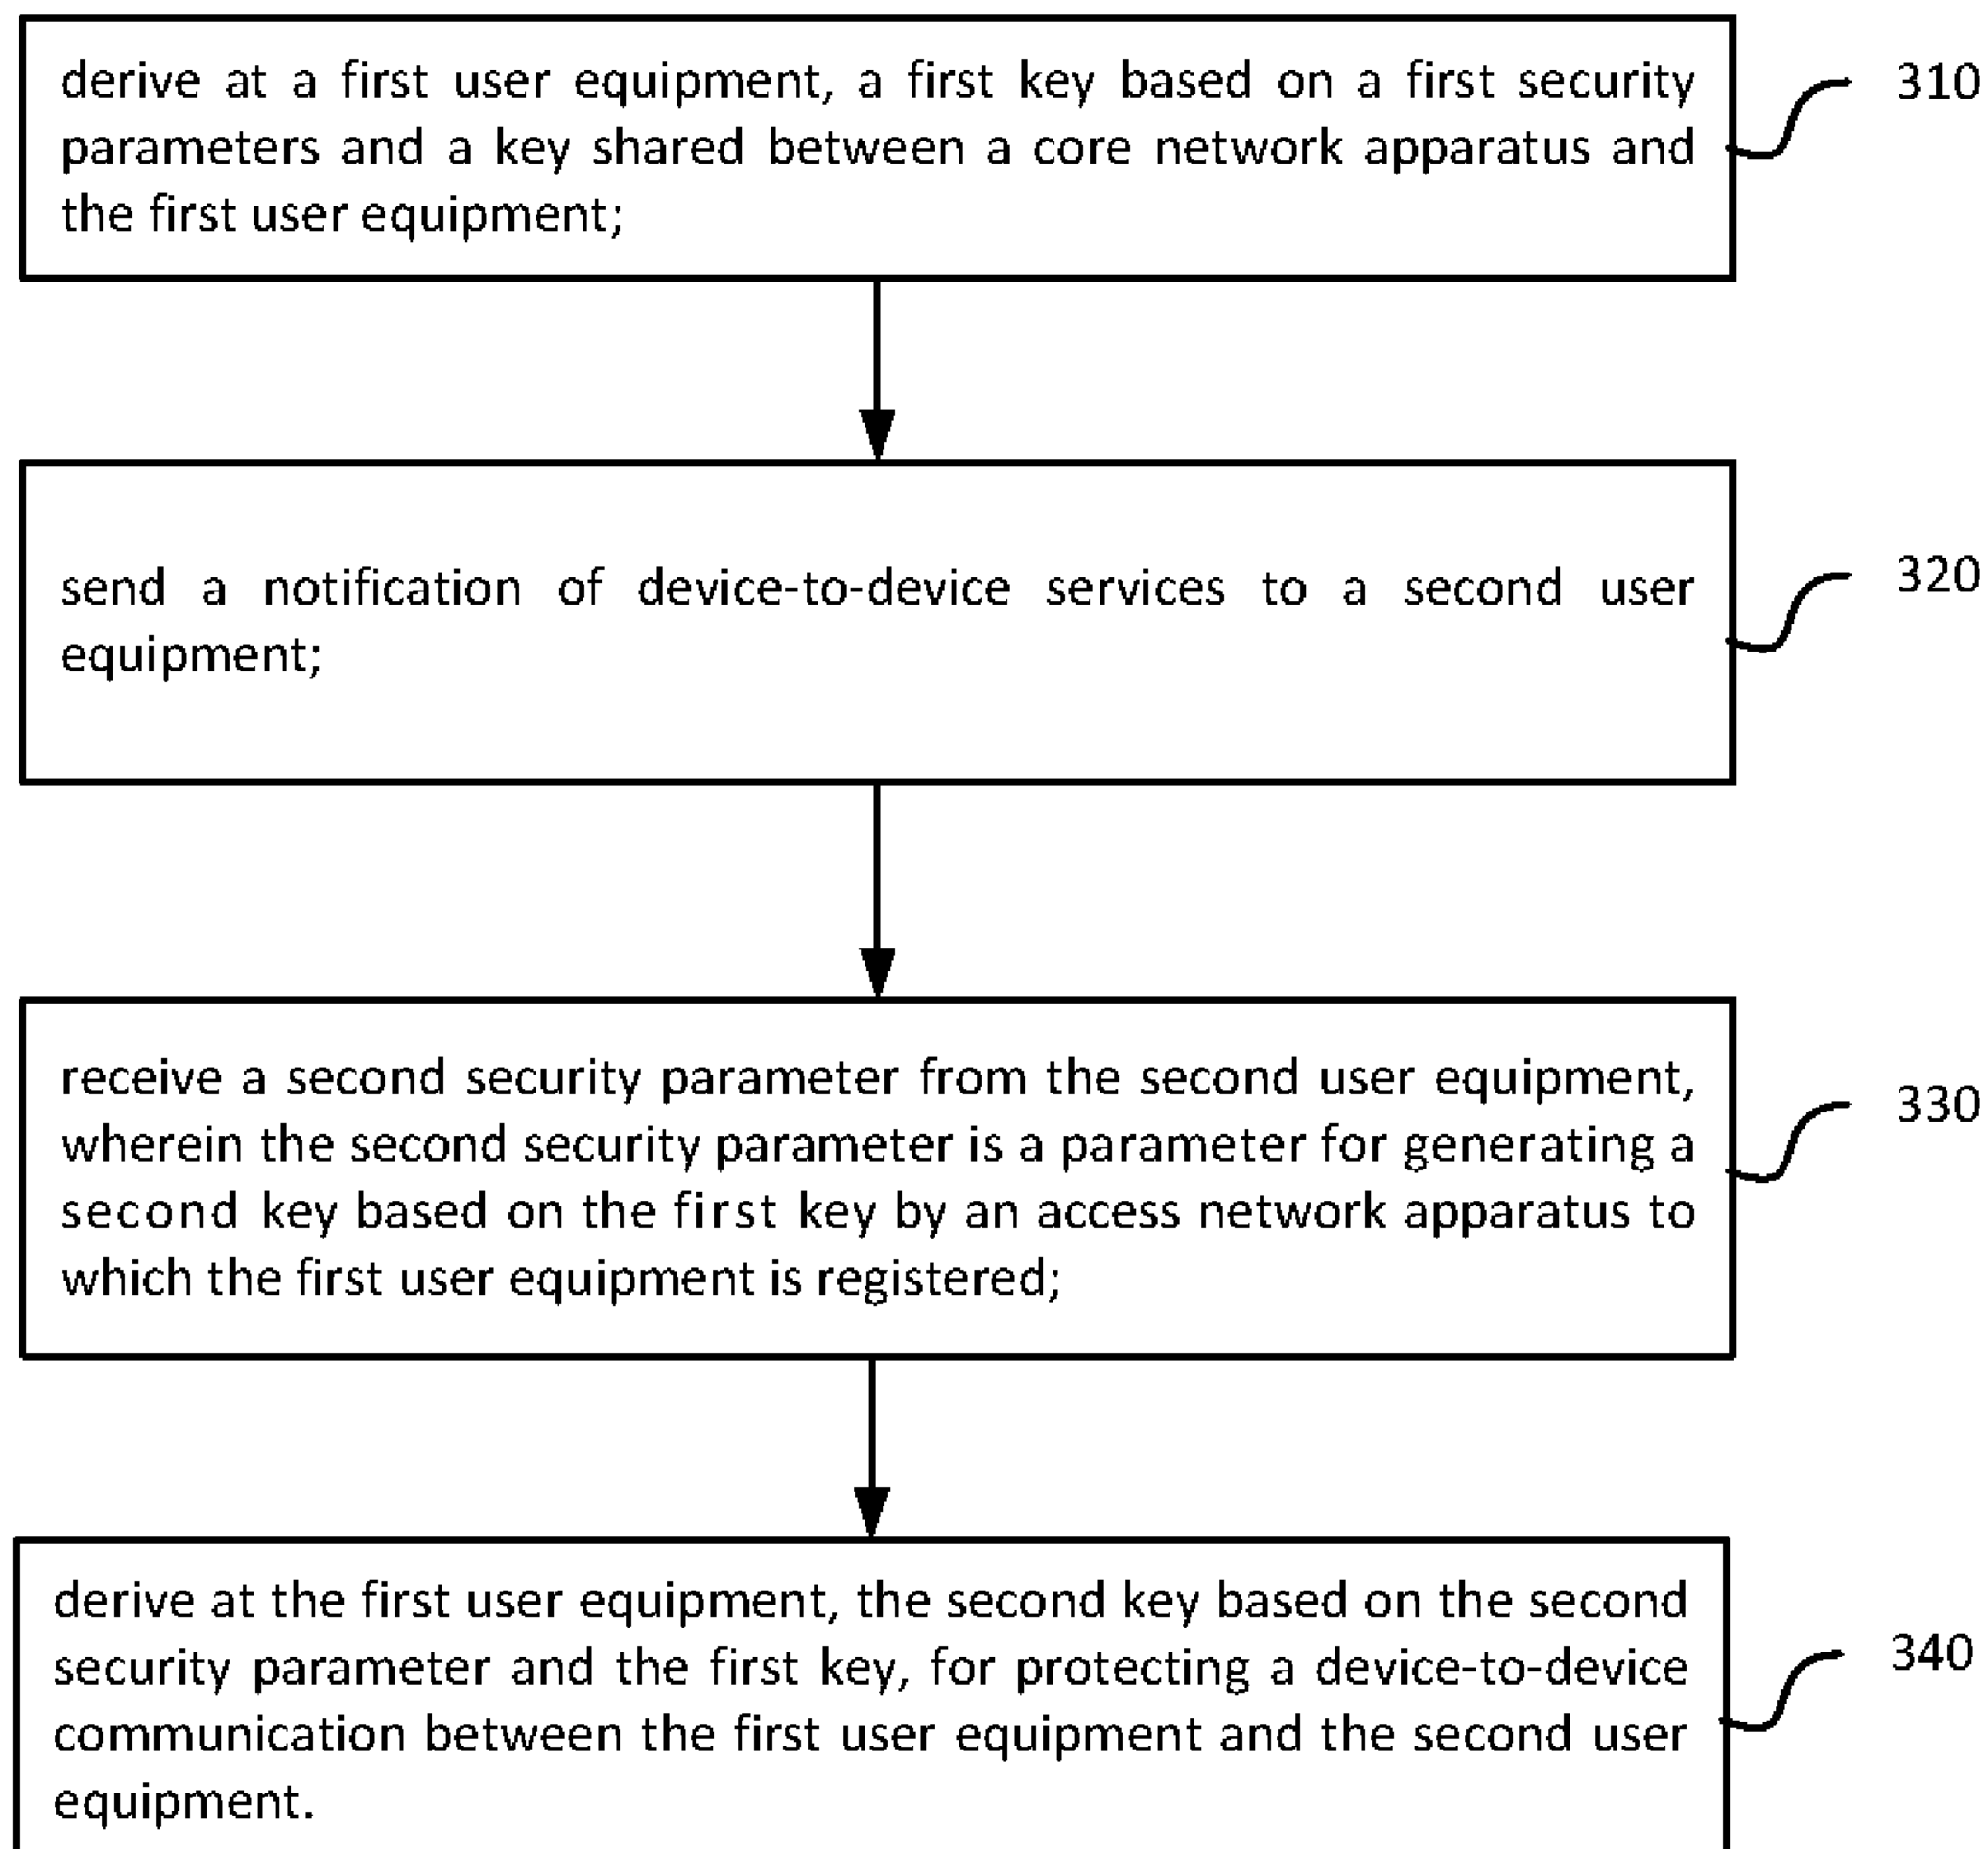 derive at a first user equipment, a first key based on a first security
parameters and a key shared between a core network apparatus and
the first user equipment;
310
send a notification of device-to-device services to a second user
equipment;
320
receive a second security parameter from the second user equipment,
wherein the second security parameter is a parameter for generating a
second key based on the first key by an access network apparatus to
which the first user equipment is registered;
330
derive at the first user equipment, the second key based on the second
security parameter and the first key, for protecting a device-to-device
communication between the first user equipment and the second user
equipment.
340